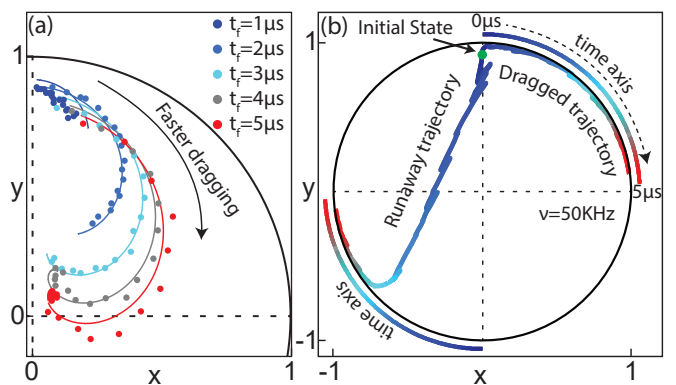 (a)
t_f=1μs
t_f=2μs
t_f=3μs
t_f=4μs
t_f=5μs
Faster dragging
1
y
0
0
x
1
(b)
Initial State
0μs
time axis
1
Dragged trajectory
Runaway trajectory
y
5μs
ν=50KHz
time axis
-1
-1
x
1